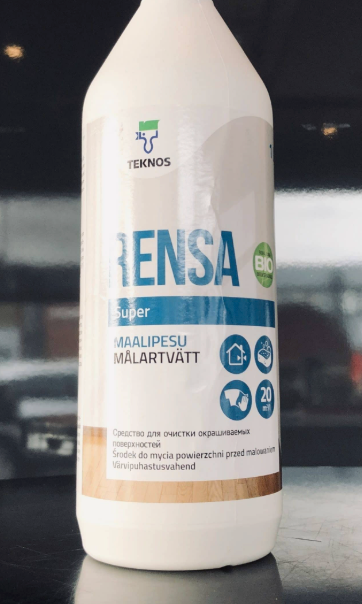 TEKNOS
RENSA
BIO
Super
MAALIPESU
MÅLARTVÄTT
20
m²/l
Средство для очистки окрашиваемых
поверхностей
Środek do mycia powierzchni przed malowaniem
Värvipuhastusvahend